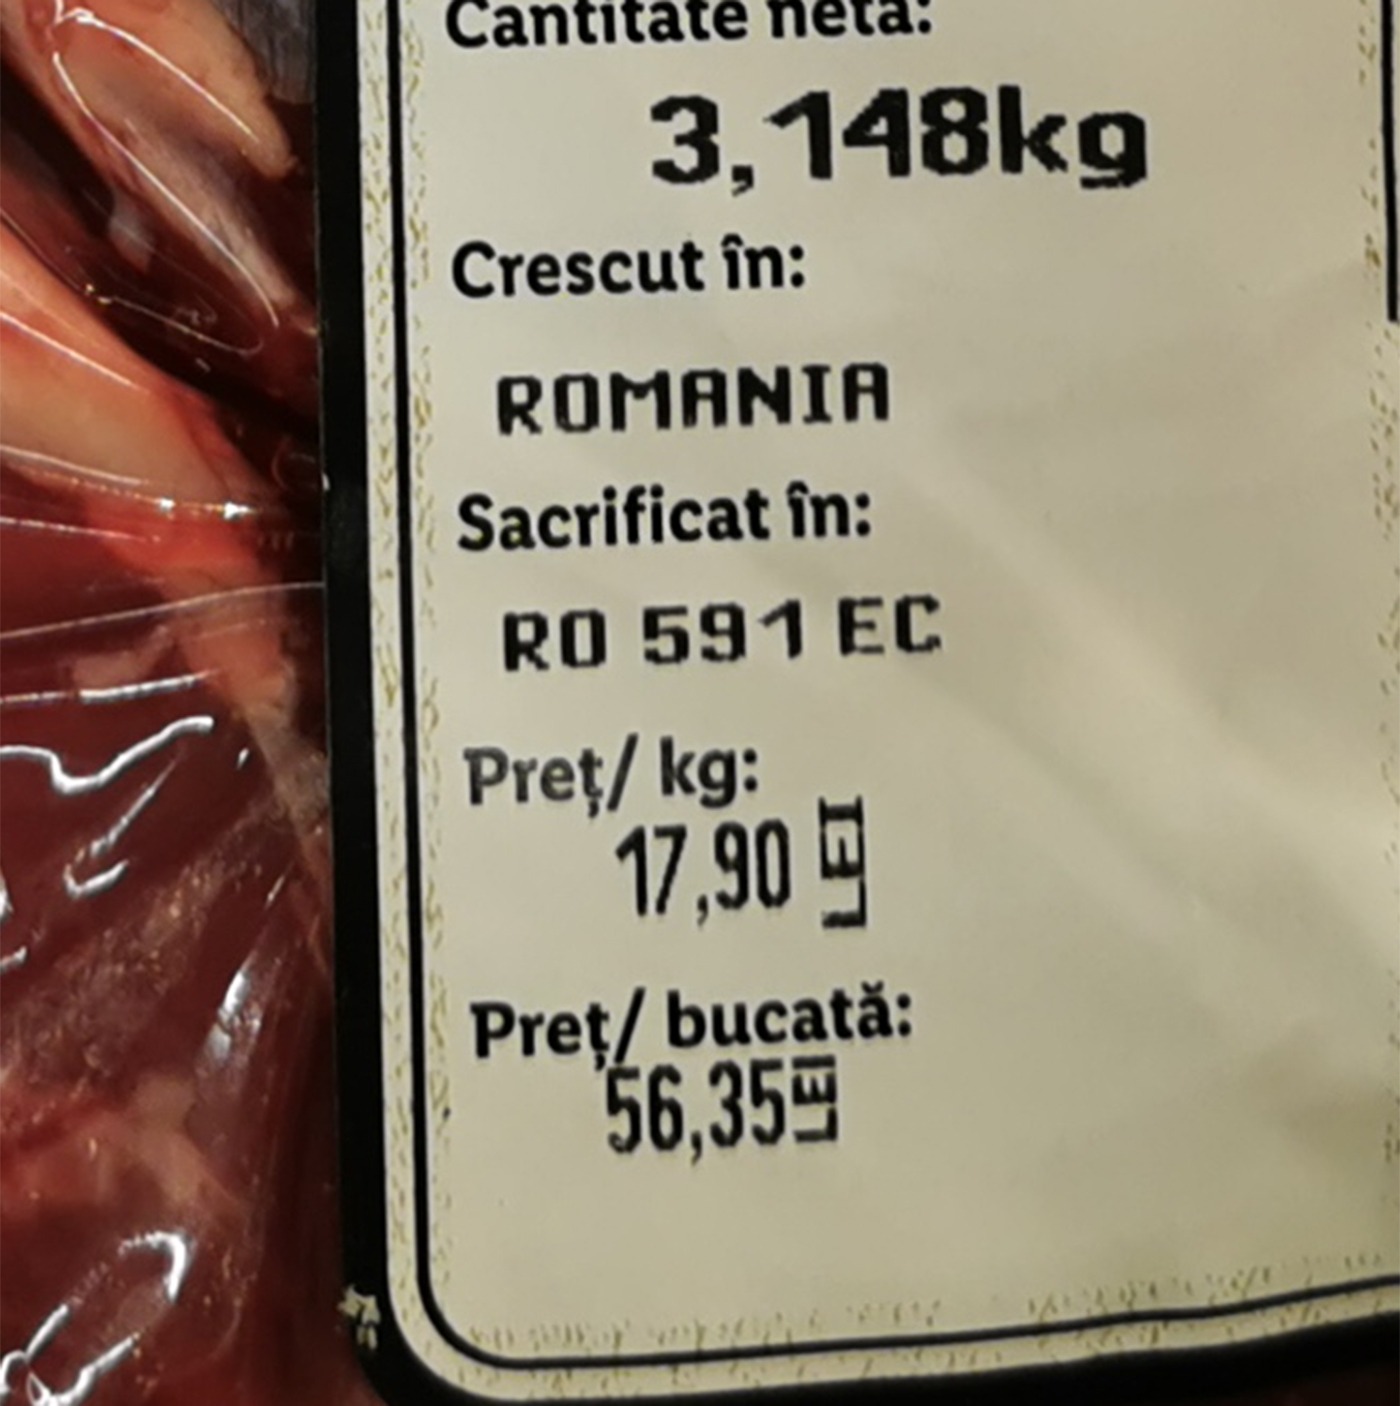 Cantitate netă:
3,148kg
Crescut în:
ROMANIA
Sacrificat în:
RO 591 EC
Preț/ kg:
17,90 LEI
Preț/ bucată:
56,35LEI